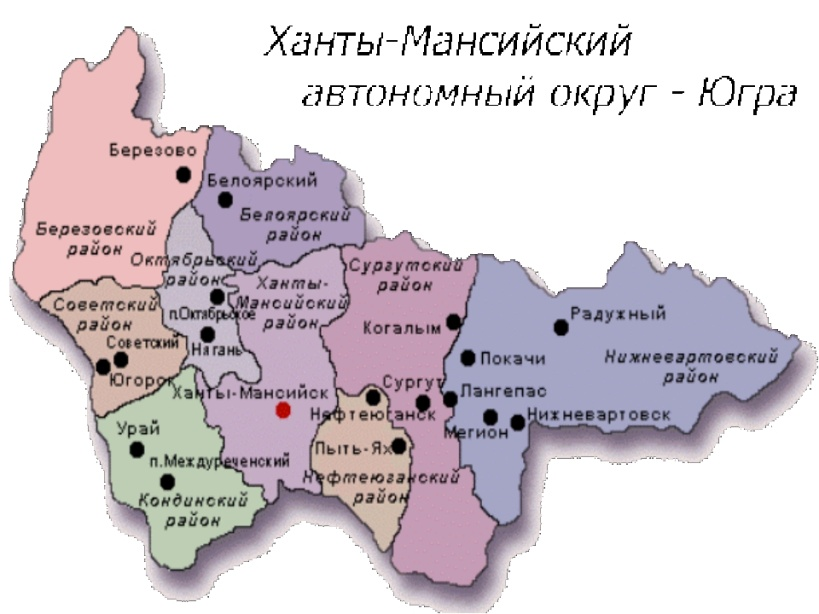 Ханты-Мансийский
автономный округ - Югра
Березово
Белоярский
Белоярский
район
Березовский
район
Октябрьский
район
Ханты-
Мансийский
район
Сургутский
район
Советский
район
п.Октябрьское
Когалым
Радужный
Советский
Нягань
Покачи
Нижневартовский
район
Югорск
Ханты-Мансийск
Сургут
Лангепас
Нефтеюганск
Нижневартовск
Мегион
Урай
Пыть-Ях
п.Междуреченский
Нефтеюганский
район
Кондинский
район